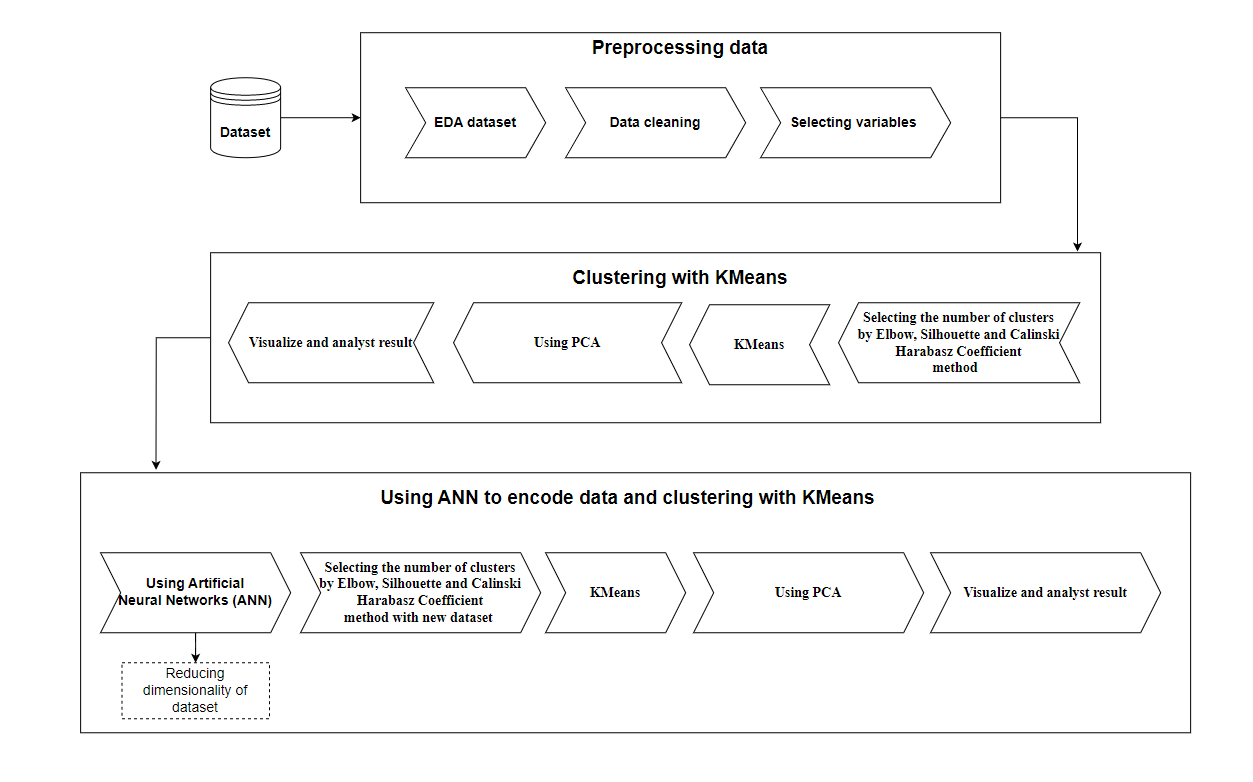 Preprocessing data
Dataset
EDA dataset
Data cleaning
Selecting variables
Clustering with KMeans
Selecting the number of clusters
by Elbow, Silhouette and Calinski
Harabasz Coefficient
method
KMeans
Using PCA
Visualize and analyst result
Using ANN to encode data and clustering with KMeans
Using Artificial
Neural Networks (ANN)
Reducing
dimensionality of
dataset
Selecting the number of clusters
by Elbow, Silhouette and Calinski
Harabasz Coefficient
method with new dataset
KMeans
Using PCA
Visualize and analyst result